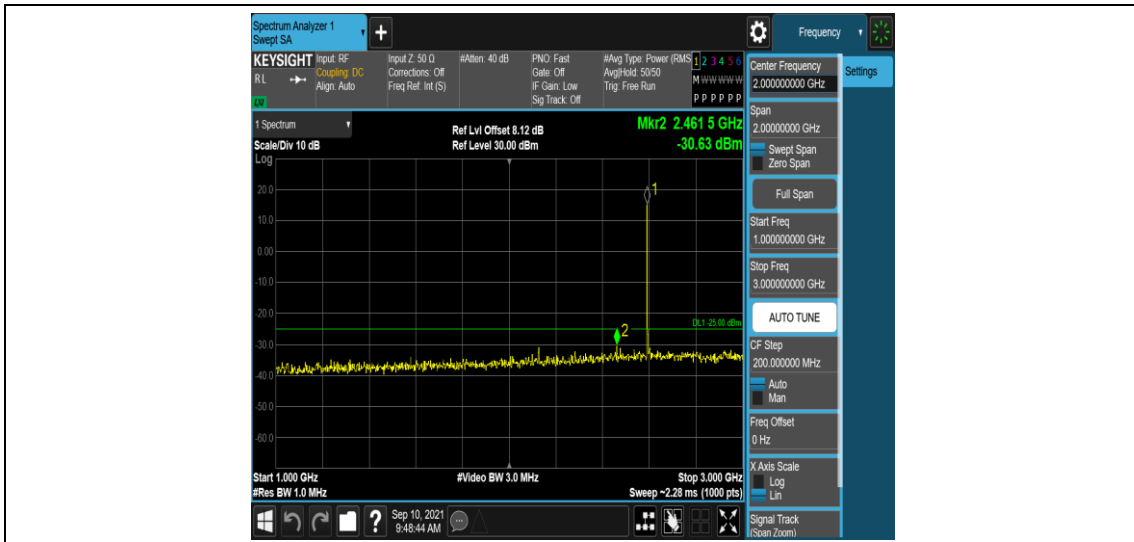 Spectrum Analyzer 1
Swept SA
+
Frequency
KEYSIGHT
RL
LXI
Input: RF
Coupling: DC
Align: Auto
Input Z: 50 Ω
Corrections: Off
Freq Ref: Int (S)
#Atten: 40 dB
PNO: Fast
Gate: Off
IF Gain: Low
Sig Track: Off
#Avg Type: Power (RMS
Avg|Hold: 50/50
Trig: Free Run
1 2 3 4 5 6
M W W W W W
P P P P P P
1 Spectrum
Scale/Div 10 dB
Ref Lvl Offset 8.12 dB
Ref Level 30.00 dBm
Mkr2 2.461 5 GHz
-30.63 dBm
Log
20.0
10.0
0.00
-10.0
-20.0
-30.0
-40.0
-50.0
-60.0
1
2
DL1 -25.00 dBm
Start 1.000 GHz
#Res BW 1.0 MHz
#Video BW 3.0 MHz
Stop 3.000 GHz
Sweep ~2.28 ms (1000 pts)
Center Frequency
2.000000000 GHz
Settings
Span
2.00000000 GHz
Swept Span
Zero Span
Full Span
Start Freq
1.000000000 GHz
Stop Freq
3.000000000 GHz
AUTO TUNE
CF Step
200.000000 MHz
Auto
Man
Freq Offset
0 Hz
X Axis Scale
Log
Lin
Signal Track
(Span Zoom)
?
Sep 10, 2021
9:48:44 AM